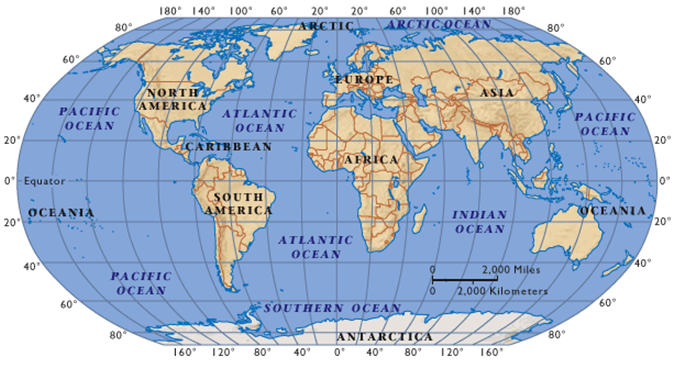 180° 140° 100° 60° 20° 20° 60° 100° 140° 180°
ARCTIC
ARCTIC OCEAN
80°
80°
60°
60°
EUROPE
NORTH
AMERICA
ASIA
40°
40°
PACIFIC
OCEAN
ATLANTIC
OCEAN
PACIFIC
OCEAN
20°
20°
CARIBBEAN
AFRICA
0°
Equator
0°
SOUTH
AMERICA
OCEANIA
OCEANIA
INDIAN
OCEAN
20°
20°
ATLANTIC
OCEAN
40°
40°
0 2,000 Miles
0 2,000 Kilometers
PACIFIC
OCEAN
60°
60°
SOUTHERN OCEAN
80°
80°
ANTARCTICA
160° 120° 80° 40° 0° 40° 80° 120° 160°